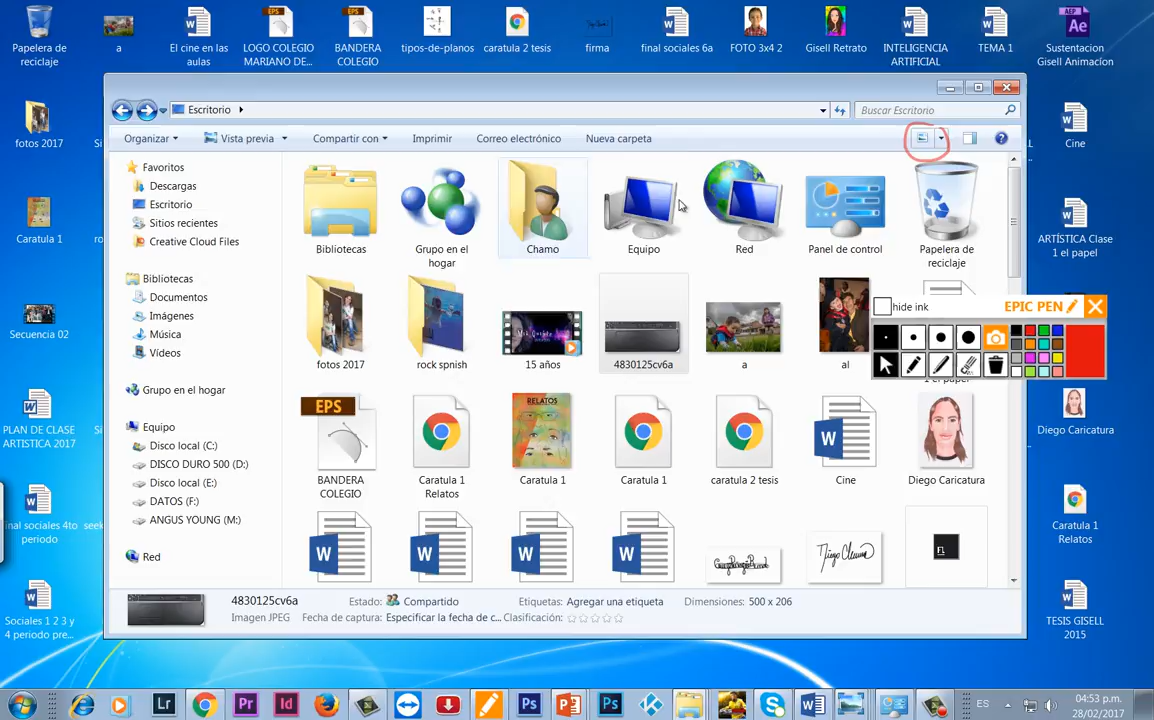 Papelera de
reciclaje
a
El cine en las
aulas
EPS
LOGO COLEGIO
MARIANO DE...
EPS
BANDERA
COLEGIO
tipos-de-planos
caratula 2 tesis
firma
final sociales 6a
FOTO 3x4 2
Gisell Retrato
INTELIGENCIA
ARTIFICIAL
TEMA 1
AEP
Ae
Sustentacion
Gisell Animacion
fotos 2017
Caratula 1
Secuencia 02
PLAN DE CLASE
ARTISTICA 2017
inal sociales 4to
periodo
seek
Sociales 1 2 3 y
4 periodo pre...
Escritorio
Buscar Escritorio
Organizar
Vista previa
Compartir con
Imprimir
Correo electrónico
Nueva carpeta
Favoritos
Descargas
Escritorio
Sitios recientes
Creative Cloud Files
Bibliotecas
Documentos
Imágenes
Música
Vídeos
Grupo en el hogar
Equipo
Disco local (C:)
DISCO DURO 500 (D:)
Disco local (E:)
DATOS (F:)
ANGUS YOUNG (M:)
Red
Bibliotecas
Grupo en el
hogar
Chamo
Equipo
Red
Panel de control
Papelera de
reciclaje
fotos 2017
rock spnish
15 años
4830125cv6a
a
al
EPS
BANDERA
COLEGIO
Caratula 1
Relatos
RELATOS
Caratula 1
Caratula 1
caratula 2 tesis
Cine
Diego Caricatura
4830125cv6a
Imagen JPEG
Estado: Compartido
Fecha de captura: Especificar la fecha de c...
Etiquetas: Agregar una etiqueta
Clasificación:
Dimensiones: 500 x 206
hide ink
EPIC PEN
Cine
ARTÍSTICA Clase
1 el papel
Diego Caricatura
Caratula 1
Relatos
TESIS GISELL
2015
Lr
Pr
Id
Ps
Ps
ES
04:53 p.m.
28/02/2017